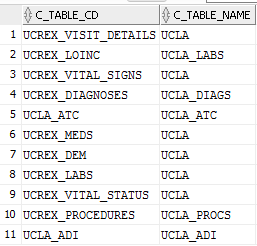 C_TABLE_CD C_TABLE_NAME
1 UCREX_VISIT_DETAILS UCLA
2 UCREX_LOINC UCLA_LABS
3 UCREX_VITAL_SIGNS UCLA
4 UCREX_DIAGNOSES UCLA_DIAGS
5 UCLA_ATC UCLA_ATC
6 UCREX_MEDS UCLA
7 UCREX_DEM UCLA
8 UCREX_LABS UCLA
9 UCREX_VITAL_STATUS UCLA
10 UCREX_PROCEDURES UCLA_PROCS
11 UCLA_ADI UCLA_ADI